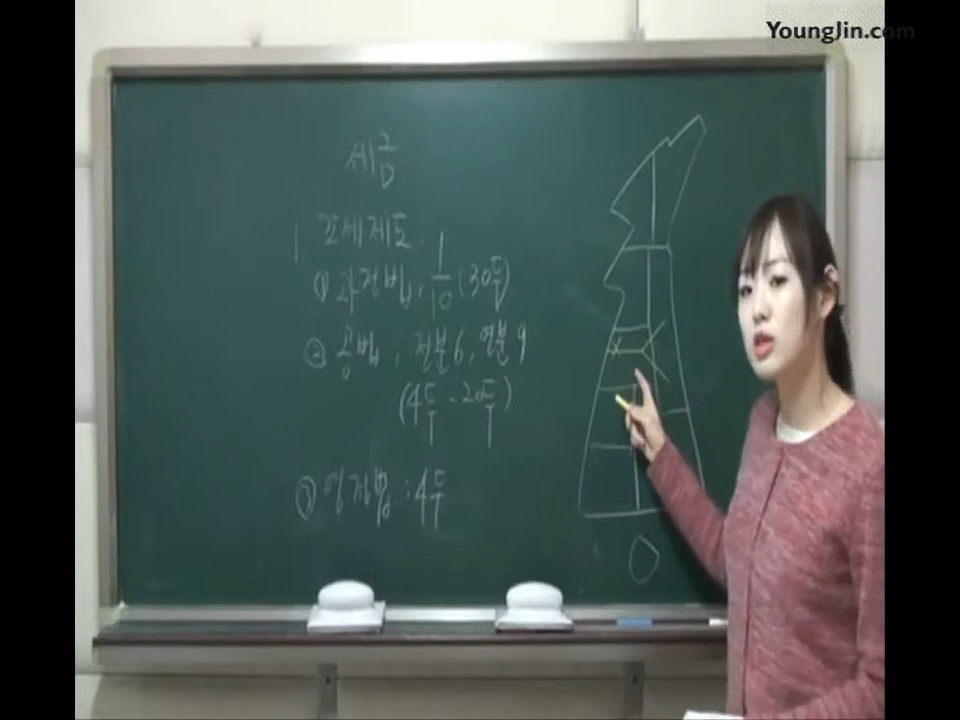 YoungJin.com
세금
1. 조세제도.
① 과전법, 1/10 (30두)
② 공법 : 전분6, 연분9
(4두 - 20두)
③ 영정법 : 4두